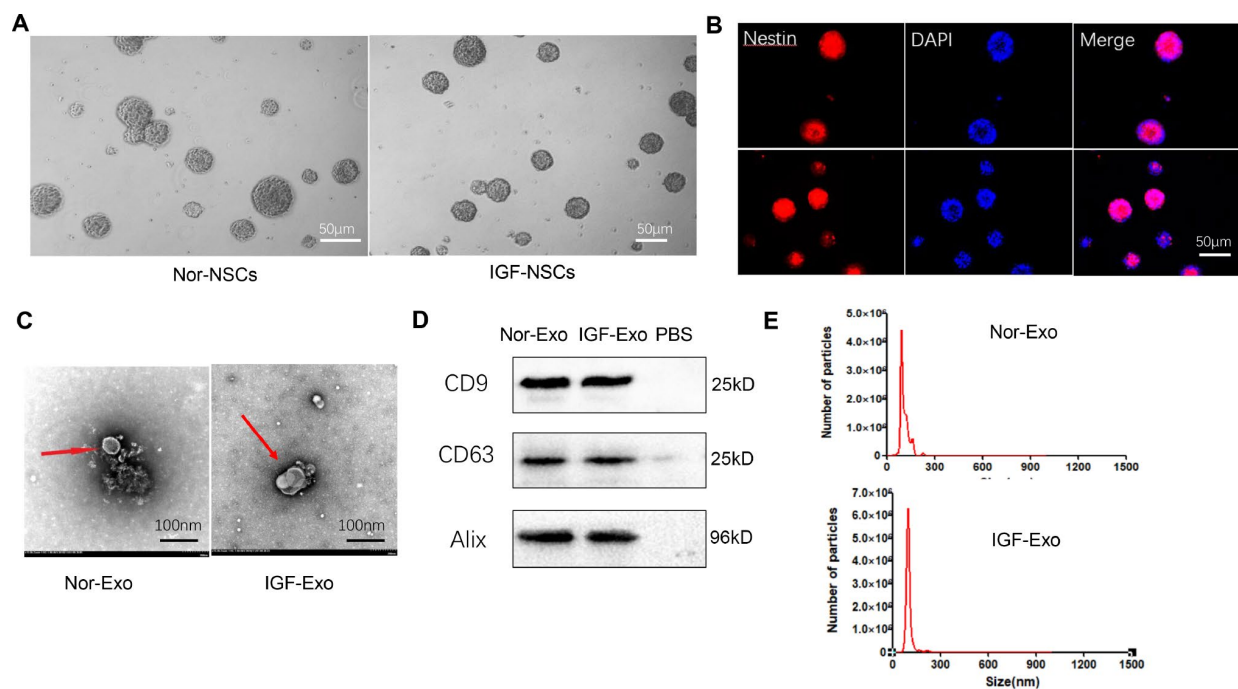 A
50μm
50μm
Nor-NSCs
IGF-NSCs
B
Nestin
DAPI
Merge
50μm
C
100nm
100nm
Nor-Exo
IGF-Exo
D
Nor-Exo IGF-Exo PBS
CD9
25kD
CD63
25kD
Alix
96kD
E
Nor-Exo
Number of particles
0
0 300 600 900 1200 1500
IGF-Exo
Number of particles
0
0 300 600 900 1200 1500
Size(nm)